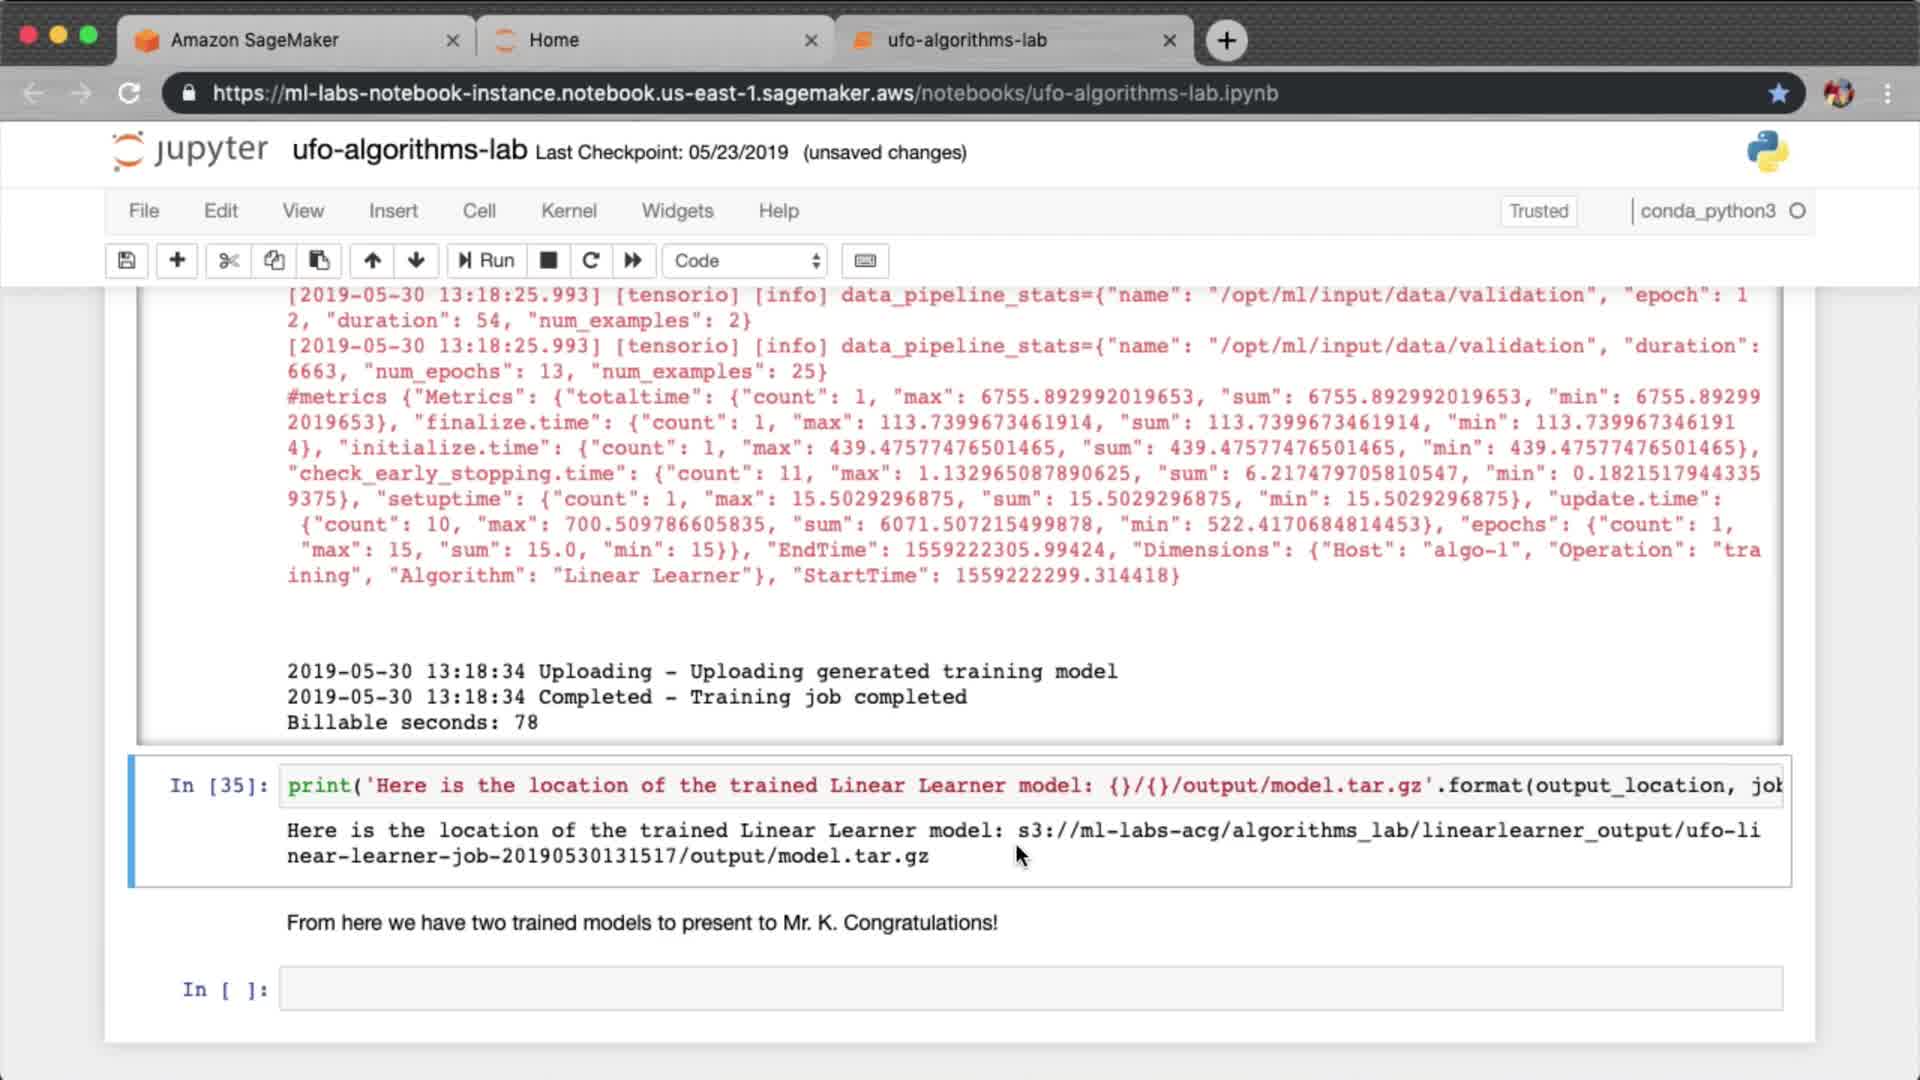 Amazon SageMaker
Home
ufo-algorithms-lab
https://ml-labs-notebook-instance.notebook.us-east-1.sagemaker.aws/notebooks/ufo-algorithms-lab.ipynb
jupyter ufo-algorithms-lab Last Checkpoint: 05/23/2019 (unsaved changes)
File Edit View Insert Cell Kernel Widgets Help Trusted conda_python3
Run Code
[2019-05-30 13:18:25.993] [tensorio] [info] data_pipeline_stats={"name": "/opt/ml/input/data/validation", "epoch": 1
2, "duration": 54, "num_examples": 2}
[2019-05-30 13:18:25.993] [tensorio] [info] data_pipeline_stats={"name": "/opt/ml/input/data/validation", "duration":
6663, "num_epochs": 13, "num_examples": 25}
#metrics {"Metrics": {"totaltime": {"count": 1, "max": 6755.892992019653, "sum": 6755.892992019653, "min": 6755.89299
2019653}, "finalize.time": {"count": 1, "max": 113.7399673461914, "sum": 113.7399673461914, "min": 113.739967346191
4}, "initialize.time": {"count": 1, "max": 439.47577476501465, "sum": 439.47577476501465, "min": 439.47577476501465},
"check_early_stopping.time": {"count": 11, "max": 1.132965087890625, "sum": 6.217479705810547, "min": 0.1821517944335
9375}, "setuptime": {"count": 1, "max": 15.5029296875, "sum": 15.5029296875, "min": 15.5029296875}, "update.time":
{"count": 10, "max": 700.509786605835, "sum": 6071.507215499878, "min": 522.4170684814453}, "epochs": {"count": 1,
"max": 15, "sum": 15.0, "min": 15}}, "EndTime": 1559222305.99424, "Dimensions": {"Host": "algo-1", "Operation": "tra
ining", "Algorithm": "Linear Learner"}, "StartTime": 1559222299.314418}
2019-05-30 13:18:34 Uploading - Uploading generated training model
2019-05-30 13:18:34 Completed - Training job completed
Billable seconds: 78
In [35]: print('Here is the location of the trained Linear Learner model: {}/{}/output/model.tar.gz'.format(output_location, job
Here is the location of the trained Linear Learner model: s3://ml-labs-acg/algorithms_lab/linearlearner_output/ufo-li
near-learner-job-20190530131517/output/model.tar.gz
From here we have two trained models to present to Mr. K. Congratulations!
In [ ]: